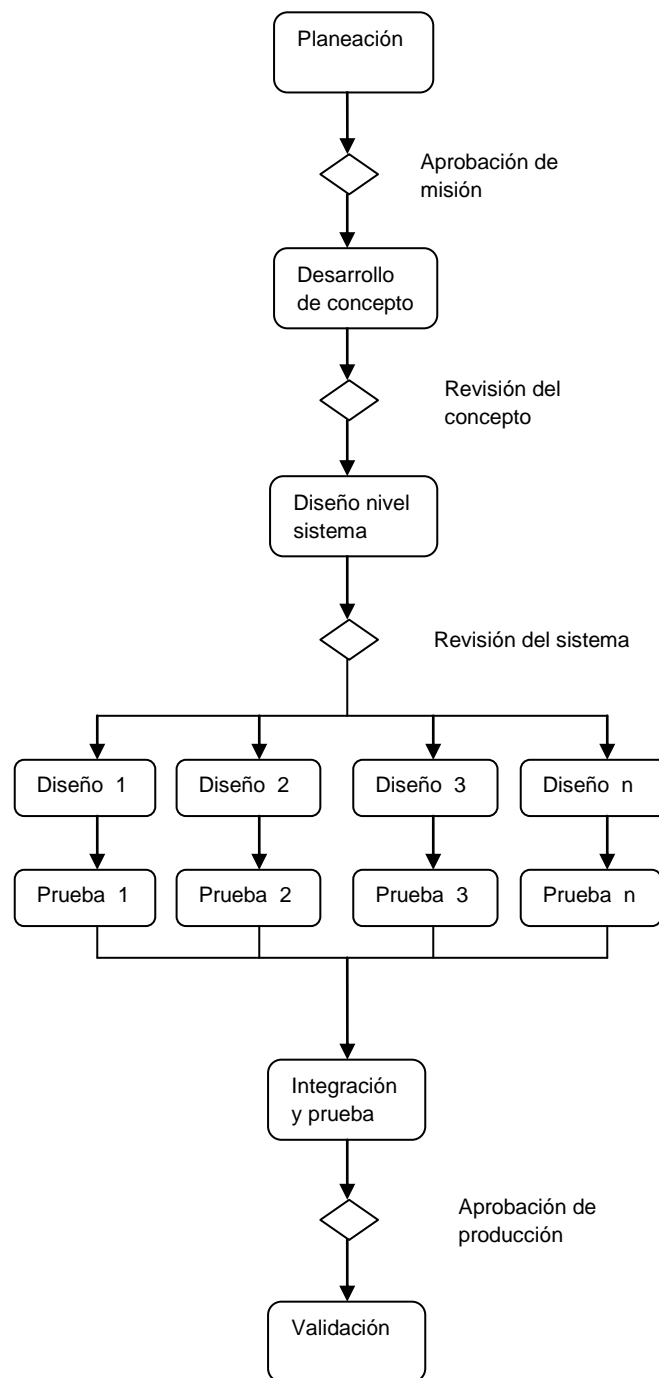 Planeación
Aprobación de
misión
Desarrollo
de concepto
Revisión del
concepto
Diseño nivel
sistema
Revisión del sistema
Diseño 1
Diseño 2
Diseño 3
Diseño n
Prueba 1
Prueba 2
Prueba 3
Prueba n
Integración
y prueba
Aprobación de
producción
Validación